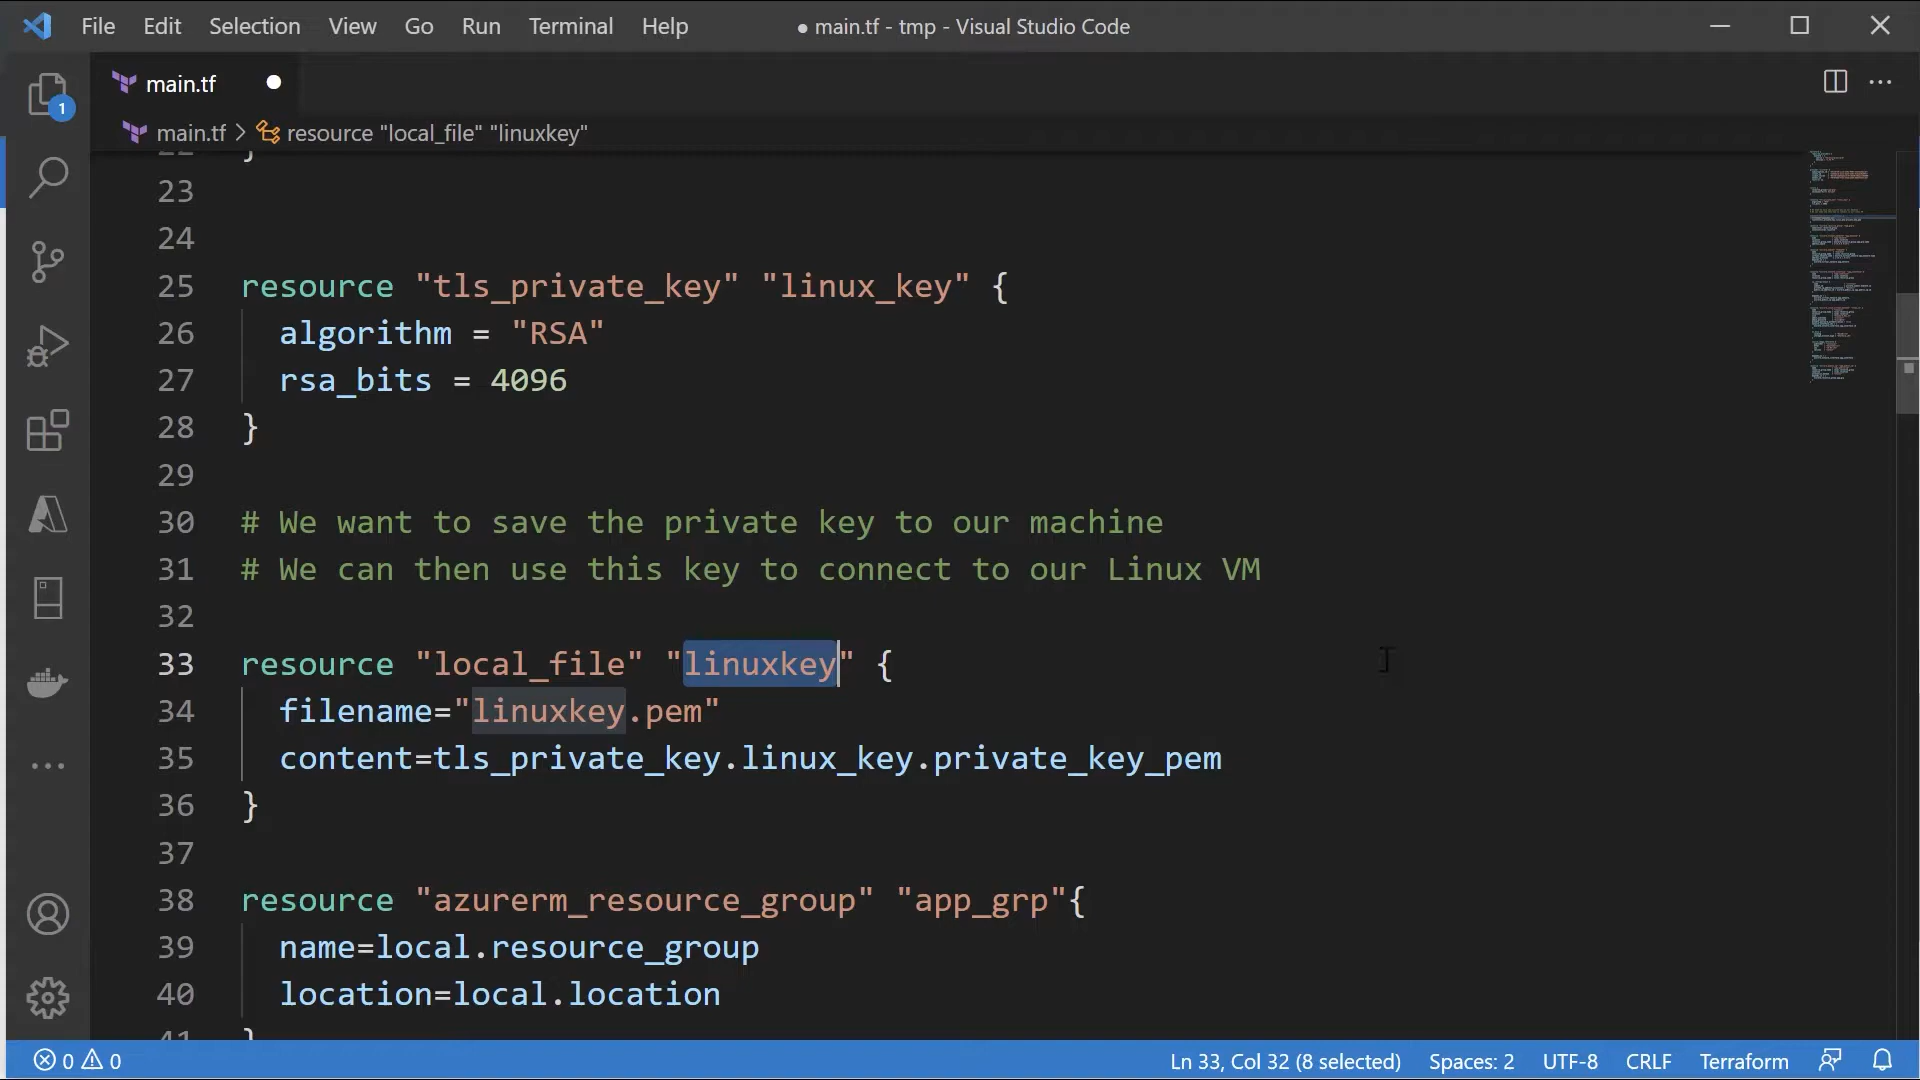 File Edit Selection View Go Run Terminal Help ● main.tf - tmp - Visual Studio Code
main.tf ●
main.tf > resource "local_file" "linuxkey"
1
22 }
23
24
25 resource "tls_private_key" "linux_key" {
26   algorithm = "RSA"
27   rsa_bits = 4096
28 }
29
30 # We want to save the private key to our machine
31 # We can then use this key to connect to our Linux VM
32
33 resource "local_file" "linuxkey" {
34   filename="linuxkey.pem"
35   content=tls_private_key.linux_key.private_key_pem
36 }
37
38 resource "azurerm_resource_group" "app_grp"{
39   name=local.resource_group
40   location=local.location
41 }
0 0 Ln 33, Col 32 (8 selected) Spaces: 2 UTF-8 CRLF Terraform